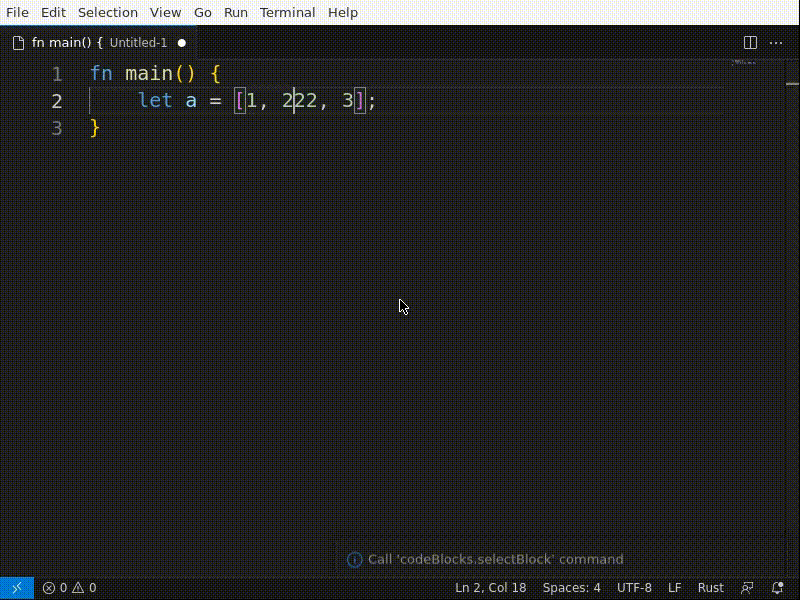 File Edit Selection View Go Run Terminal Help
fn main() { Untitled-1
1 fn main() {
2     let a = [1, 222, 3];
3 }
Call 'codeBlocks.selectBlock' command
0 0 Ln 2, Col 18 Spaces: 4 UTF-8 LF Rust